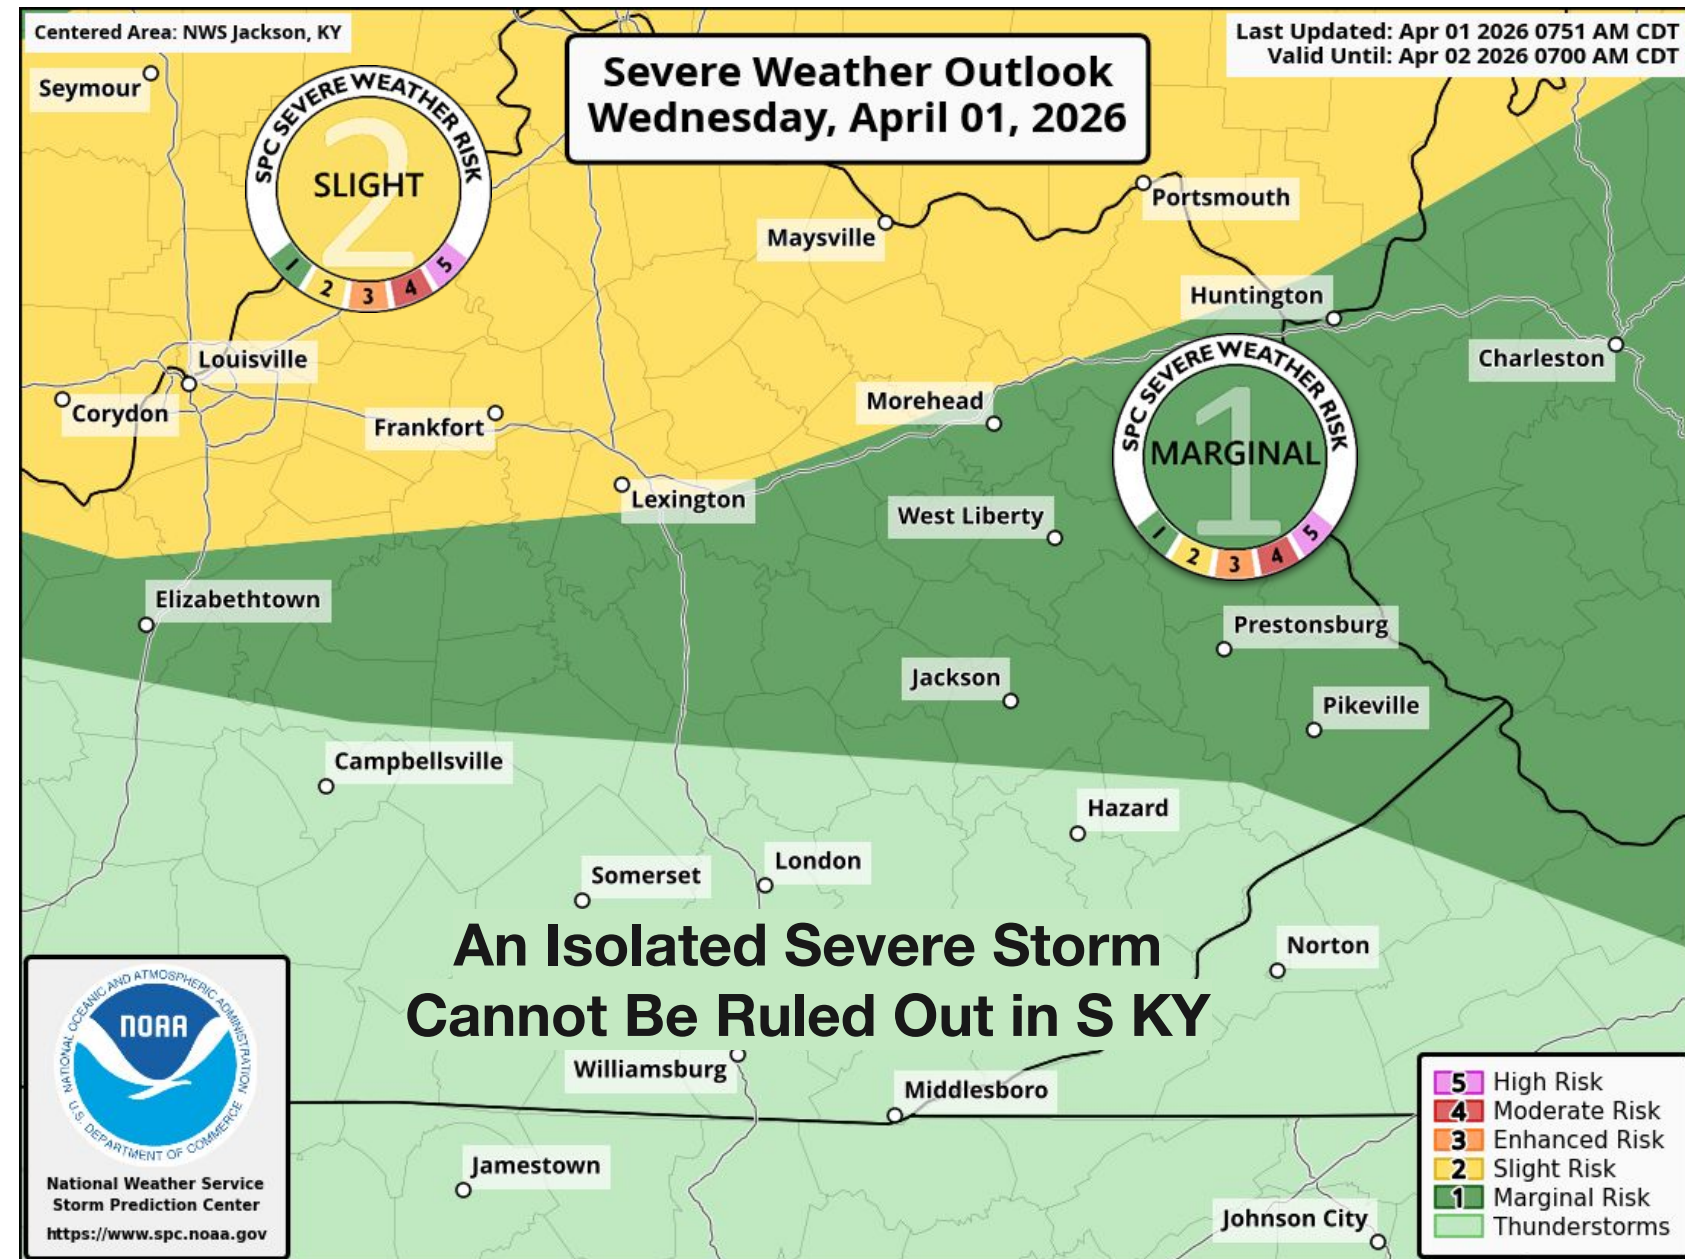 Centered Area: NWS Jackson, KY
Severe Weather Outlook
Wednesday, April 01, 2026
Last Updated: Apr 01 2026 0751 AM CDT
Valid Until: Apr 02 2026 0700 AM CDT
Seymour
SPC SEVERE WEATHER RISK
2
SLIGHT
1 2 3 4 5
Portsmouth
Maysville
Huntington
Charleston
Louisville
Corydon
Frankfort
Morehead
Lexington
SPC SEVERE WEATHER RISK
1
MARGINAL
1 2 3 4 5
West Liberty
Elizabethtown
Prestonsburg
Jackson
Pikeville
Campbellsville
Hazard
London
Somerset
An Isolated Severe Storm
Cannot Be Ruled Out in S KY
Norton
Williamsburg
Middlesboro
Jamestown
Johnson City
NATIONAL OCEANIC AND ATMOSPHERIC ADMINISTRATION
NOAA
U.S. DEPARTMENT OF COMMERCE
National Weather Service
Storm Prediction Center
https://www.spc.noaa.gov
5 High Risk
4 Moderate Risk
3 Enhanced Risk
2 Slight Risk
1 Marginal Risk
Thunderstorms